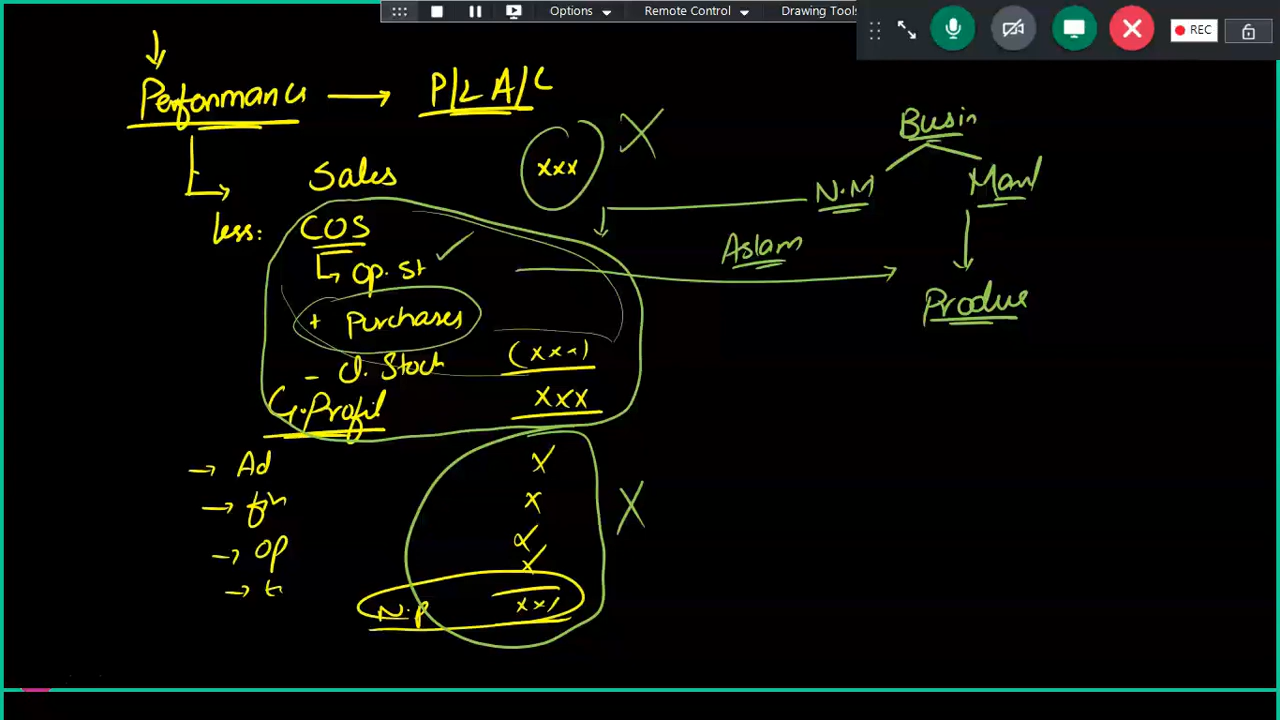 Options Remote Control Drawing Tools
REC
Performance → P/L A/C
Sales xxx X
less: COS
Op. St ✓
+ Purchases
- Cl. Stock (xxx)
G. Profit xxx
→ Ad X
→ fin x
→ Op
→ t
N.P xxx
X
Busin
N.M Manf
Aslam
Produce